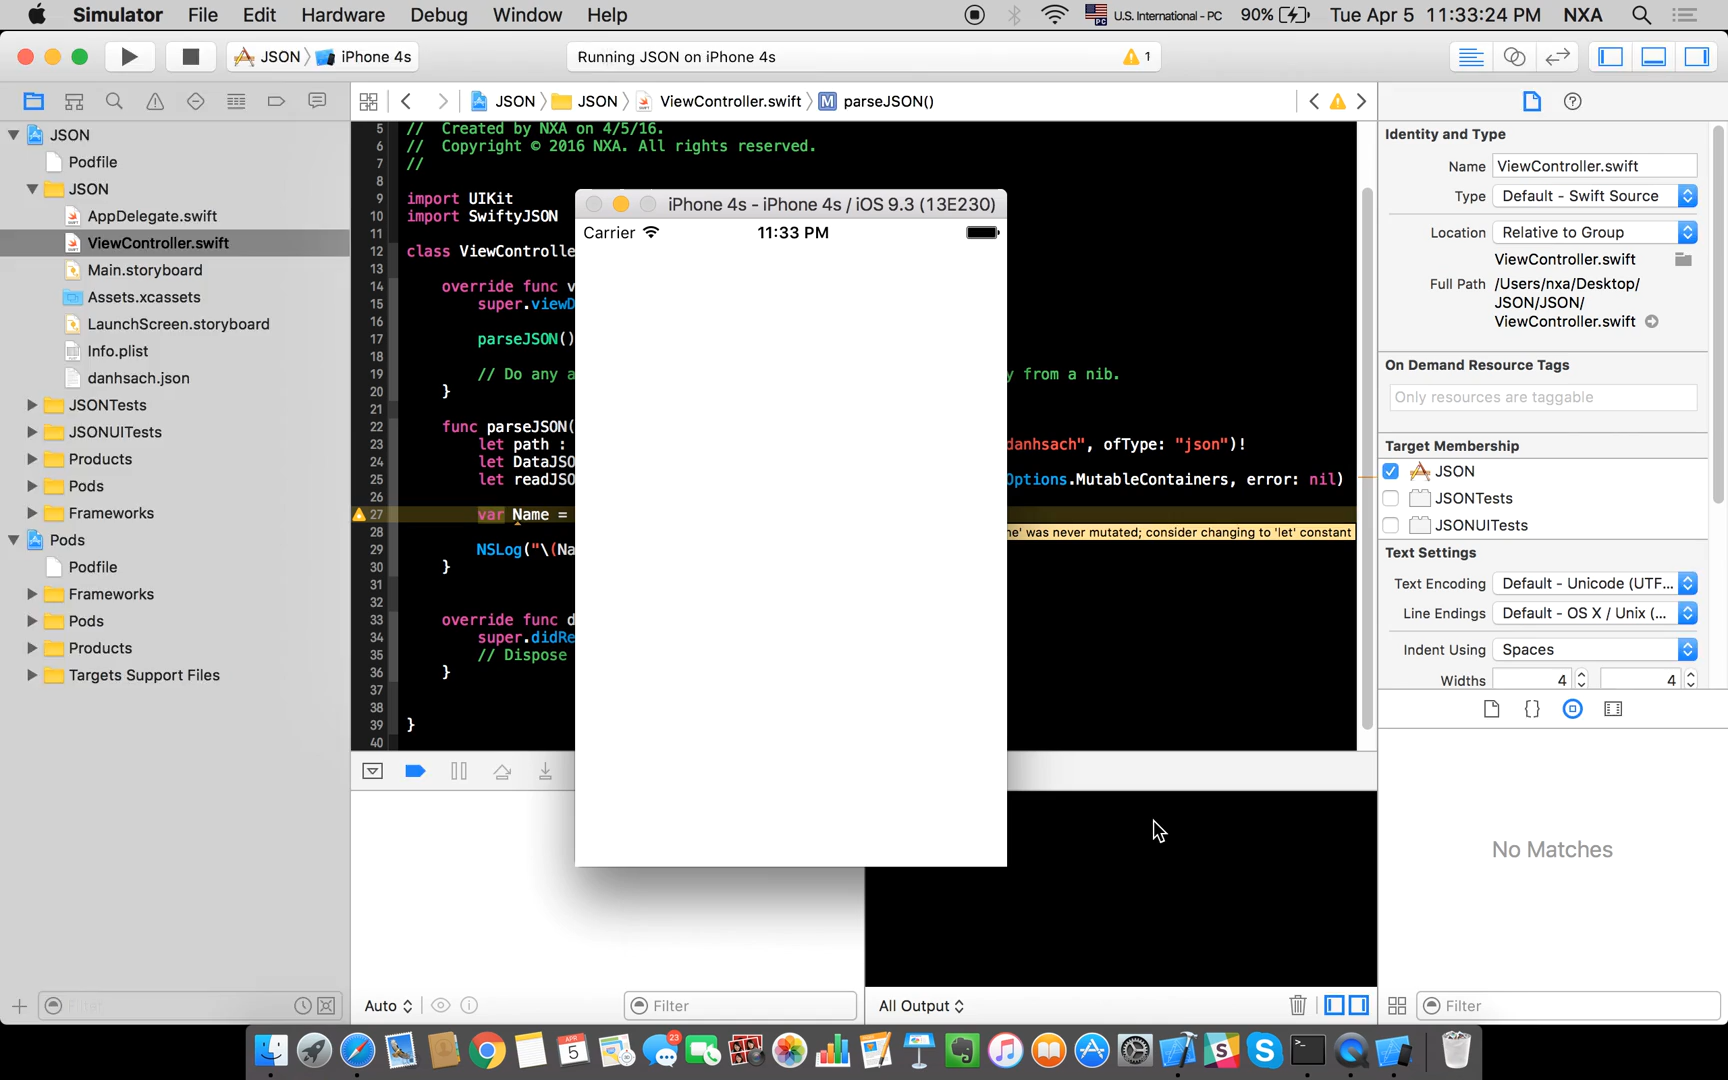 Simulator File Edit Hardware Debug Window Help U.S. International - PC 90% Tue Apr 5 11:33:24 PM NXA
JSON iPhone 4s Running JSON on iPhone 4s 1
JSON JSON ViewController.swift M parseJSON()
JSON
Podfile
JSON
AppDelegate.swift
ViewController.swift
Main.storyboard
Assets.xcassets
LaunchScreen.storyboard
Info.plist
danhsach.json
JSONTests
JSONUITests
Products
Pods
Frameworks
Pods
Podfile
Frameworks
Pods
Products
Targets Support Files
5 // Created by NXA on 4/5/16.
6 // Copyright © 2016 NXA. All rights reserved.
7 //
8
9 import UIKit
10 import SwiftyJSON
11
12 class ViewControlle
13
14 override func v
15 super.viewD
16
17 parseJSON()
18
19 // Do any a y from a nib.
20 }
21
22 func parseJSON(
23 let path : danhsach", ofType: "json")!
24 let DataJSO
25 let readJSO Options.MutableContainers, error: nil)
26
27 var Name =
28 ne' was never mutated; consider changing to 'let' constant
29 NSLog("\(Na
30 }
31
32
33 override func d
34 super.didRe
35 // Dispose
36 }
37
38
39 }
40
iPhone 4s - iPhone 4s / iOS 9.3 (13E230)
Carrier 11:33 PM
Identity and Type
Name ViewController.swift
Type Default - Swift Source
Location Relative to Group
ViewController.swift
Full Path /Users/nxa/Desktop/
JSON/JSON/
ViewController.swift
On Demand Resource Tags
Only resources are taggable
Target Membership
JSON
JSONTests
JSONUITests
Text Settings
Text Encoding Default - Unicode (UTF...
Line Endings Default - OS X / Unix (...
Indent Using Spaces
Widths 4 4
No Matches
Filter
Auto Filter
All Output
Filter
APR
5
23